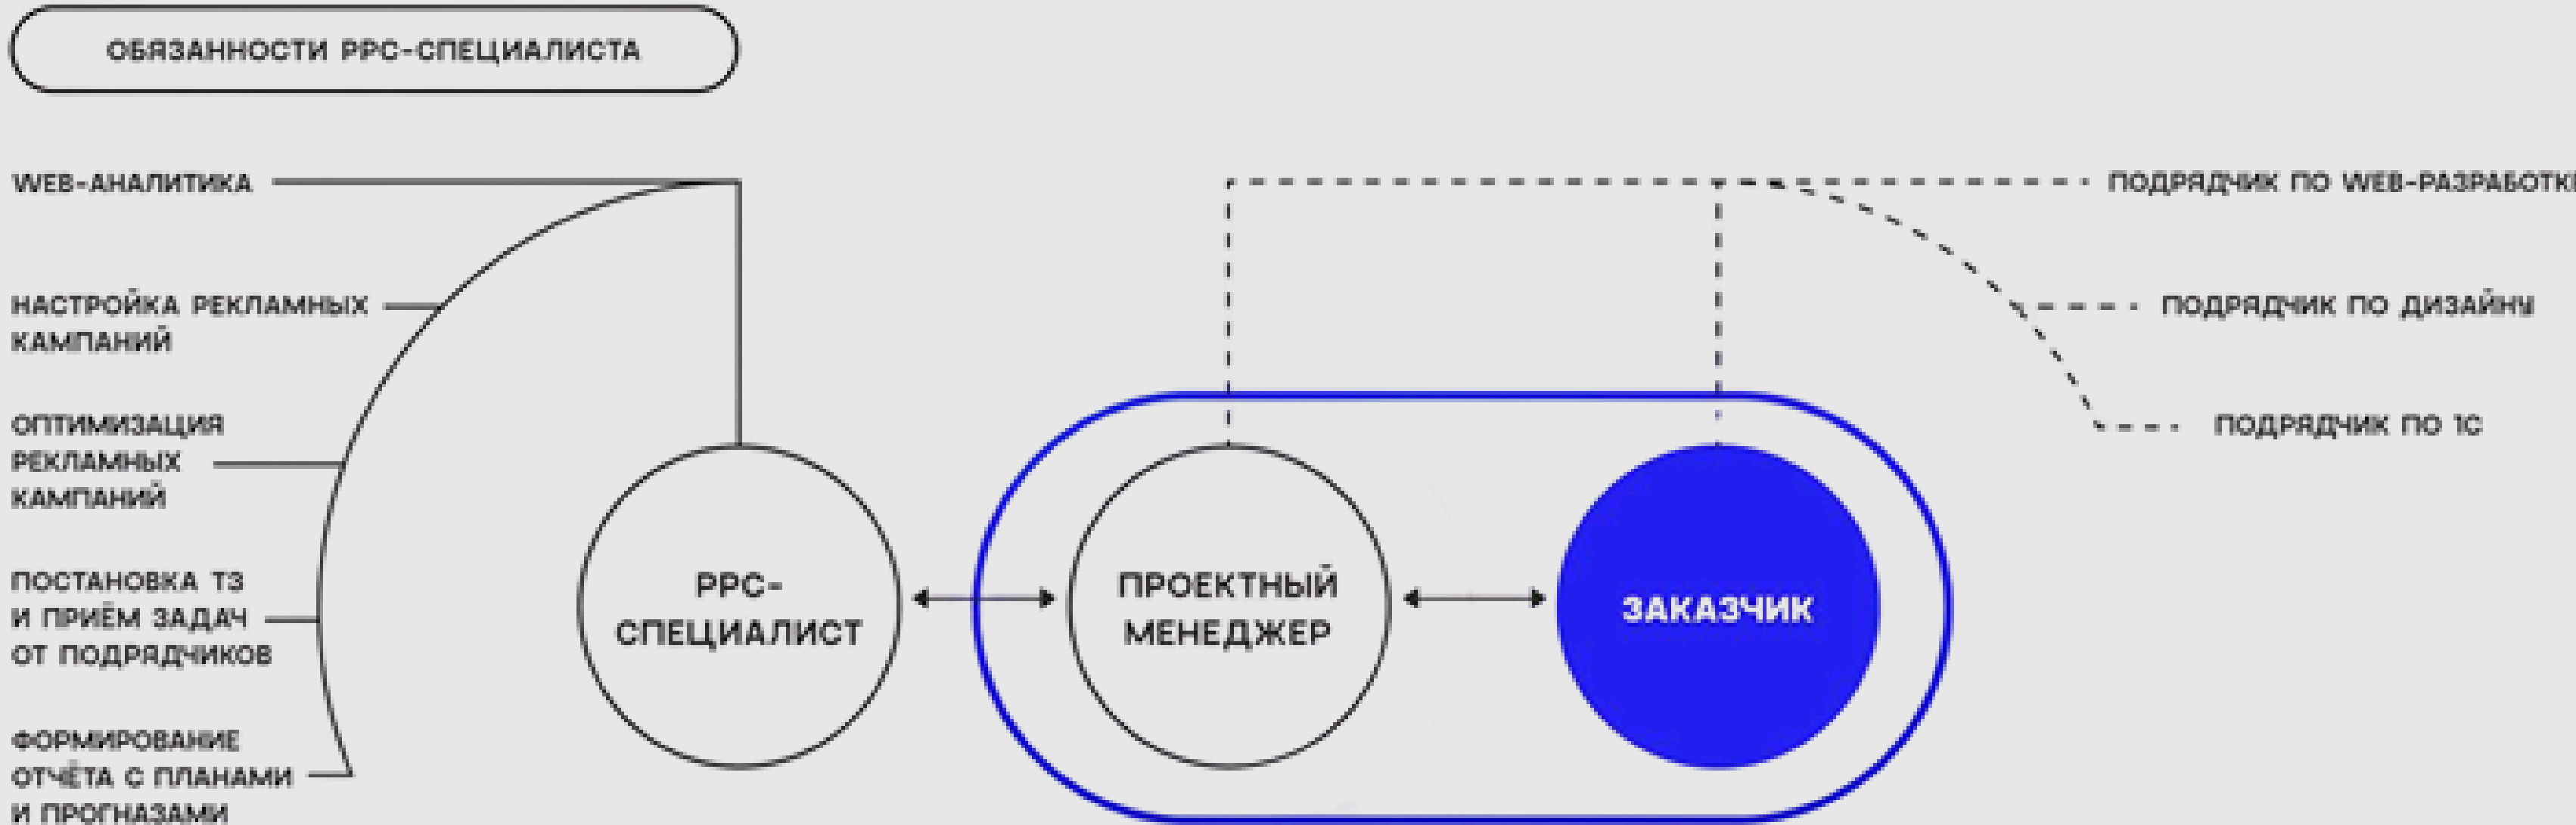 ОБЯЗАННОСТИ PPC-СПЕЦИАЛИСТА
WEB-АНАЛИТИКА
НАСТРОЙКА РЕКЛАМНЫХ
КАМПАНИЙ
ОПТИМИЗАЦИЯ
РЕКЛАМНЫХ
КАМПАНИЙ
ПОСТАНОВКА ТЗ
И ПРИЁМ ЗАДАЧ
ОТ ПОДРЯДЧИКОВ
ФОРМИРОВАНИЕ
ОТЧЁТА С ПЛАНАМИ
И ПРОГНАЗАМИ
PPC-
СПЕЦИАЛИСТ
ПРОЕКТНЫЙ
МЕНЕДЖЕР
ЗАКАЗЧИК
ПОДРЯДЧИК ПО WEB-РАЗРАБОТКЕ
ПОДРЯДЧИК ПО ДИЗАЙНУ
ПОДРЯДЧИК ПО 1С